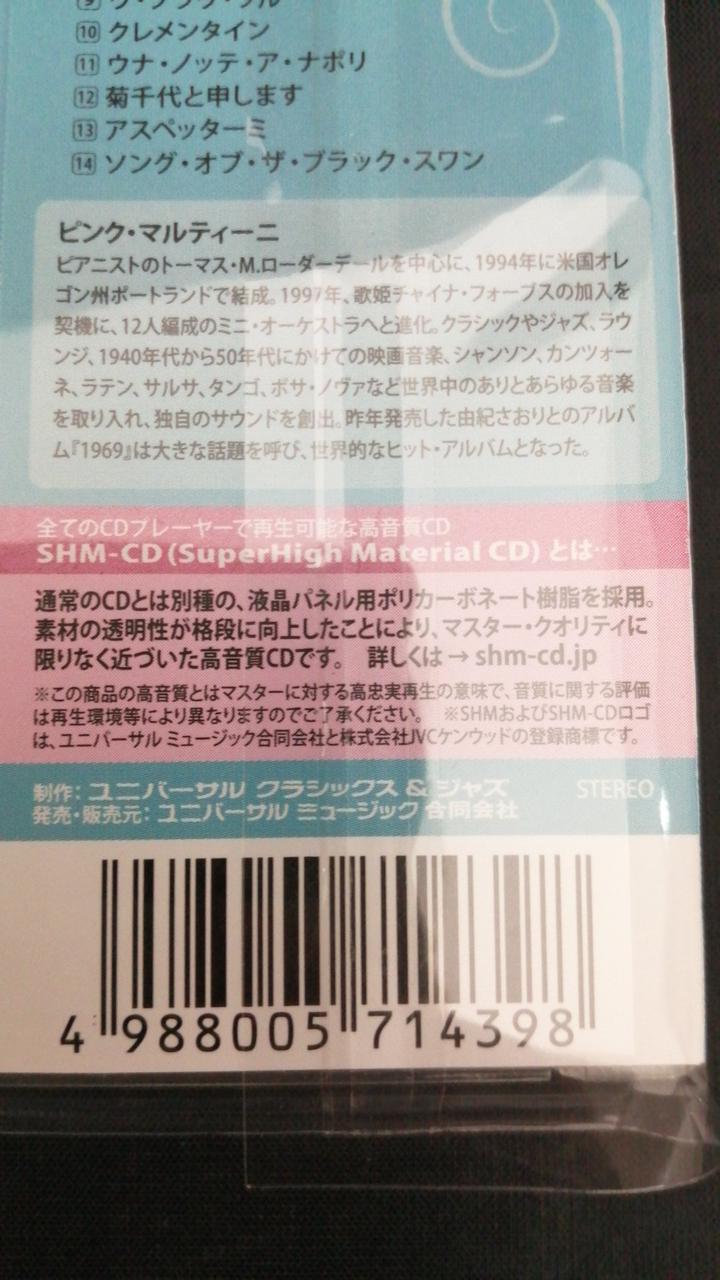 ⑩ クレメンタイン
⑪ ウナ・ノッテ・ア・ナポリ
⑫ 菊千代と申します
⑬ アスペッターミ
⑭ ソング・オブ・ザ・ブラック・スワン
ピンク・マルティーニ
ピアニストのトーマス・M.ローダーデールを中心に、1994年に米国オレ
ゴン州ポートランドで結成。1997年、歌姫チャイナ・フォーブスの加入を
契機に、12人編成のミニ・オーケストラへと進化。クラシックやジャズ、ラウ
ンジ、1940年代から50年代にかけての映画音楽、シャンソン、カンツォー
ネ、ラテン、サルサ、タンゴ、ボサ・ノヴァなど世界中のありとあらゆる音楽
を取り入れ、独自のサウンドを創出。昨年発売した由紀さおりとのアルバ
ム『1969』は大きな話題を呼び、世界的なヒット・アルバムとなった。
全てのCDプレーヤーで再生可能な高音質CD
SHM-CD (SuperHigh Material CD) とは…
通常のCDとは別種の、液晶パネル用ポリカーボネート樹脂を採用。
素材の透明性が格段に向上したことにより、マスター・クオリティに
限りなく近づいた高音質CDです。 詳しくは→shm-cd.jp
※この商品の高音質とはマスターに対する高忠実再生の意味で、音質に関する評価
は再生環境等により異なりますのでご了承ください。 ※SHMおよびSHM-CDロゴ
は、ユニバーサル ミュージック合同会社と株式会社JVCケンウッドの登録商標です。
制作：ユニバーサル クラシックス & ジャズ STEREO
発売・販売元：ユニバーサル ミュージック 合同会社
4 988005 714398